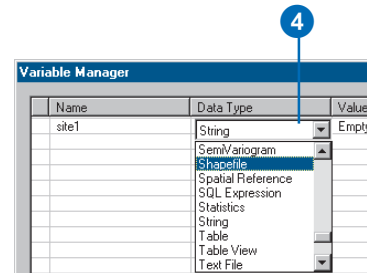 4
Variable Manager
Name Data Type Value
site1 String Empty
SemiVariogram
Shapefile
Spatial Reference
SQL Expression
Statistics
String
Table
Table View
Text File